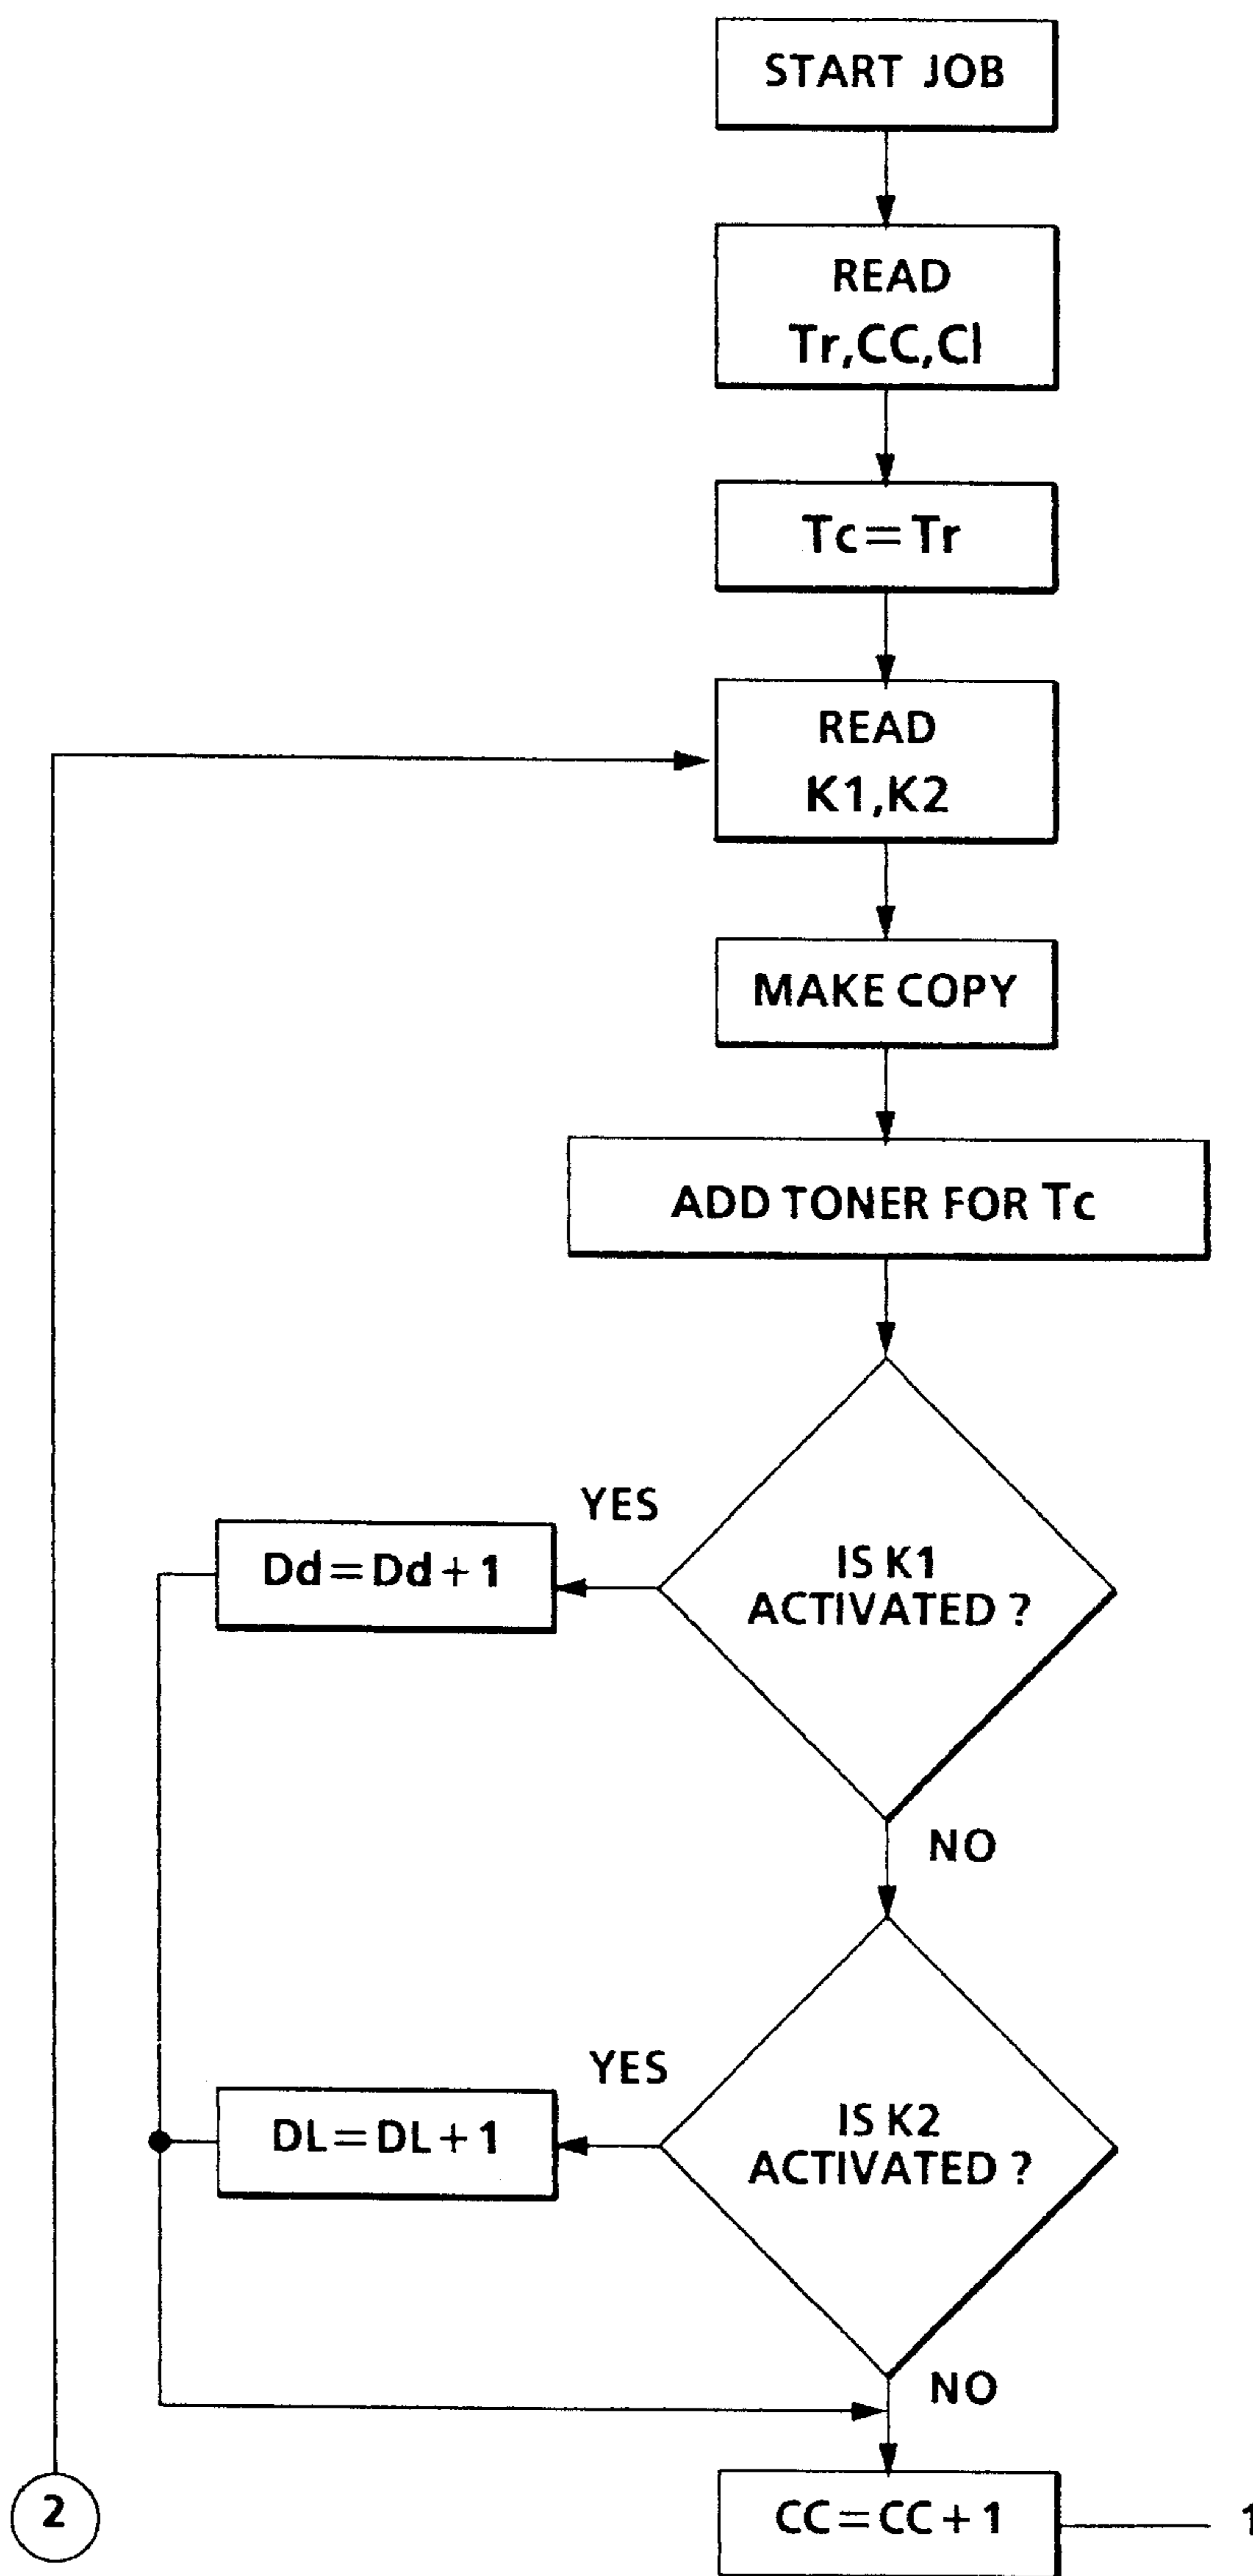 START JOB
READ
Tr,CC,Cl
Tc=Tr
READ
K1,K2
MAKE COPY
ADD TONER FOR Tc
YES
Dd=Dd+1
IS K1
ACTIVATED ?
NO
YES
DL=DL+1
IS K2
ACTIVATED ?
NO
2
CC=CC+1
1